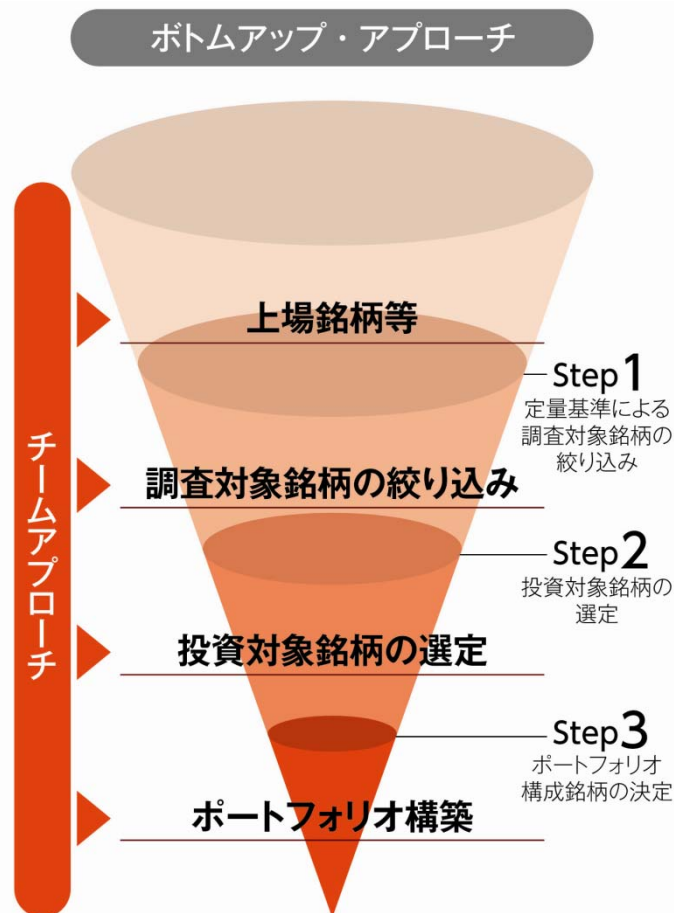 ボトムアップ・アプローチ
チームアプローチ
上場銘柄等
Step1
定量基準による
調査対象銘柄の
絞り込み
調査対象銘柄の絞り込み
Step2
投資対象銘柄の
選定
投資対象銘柄の選定
Step3
ポートフォリオ
構成銘柄の決定
ポートフォリオ構築